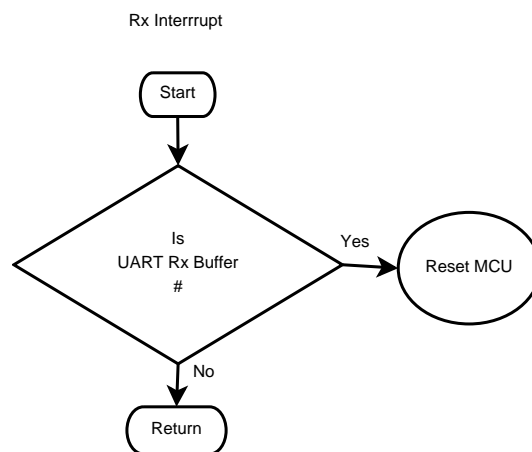 Rx Interrrupt
Start
Is
UART Rx Buffer
#
Yes
Reset MCU
No
Return